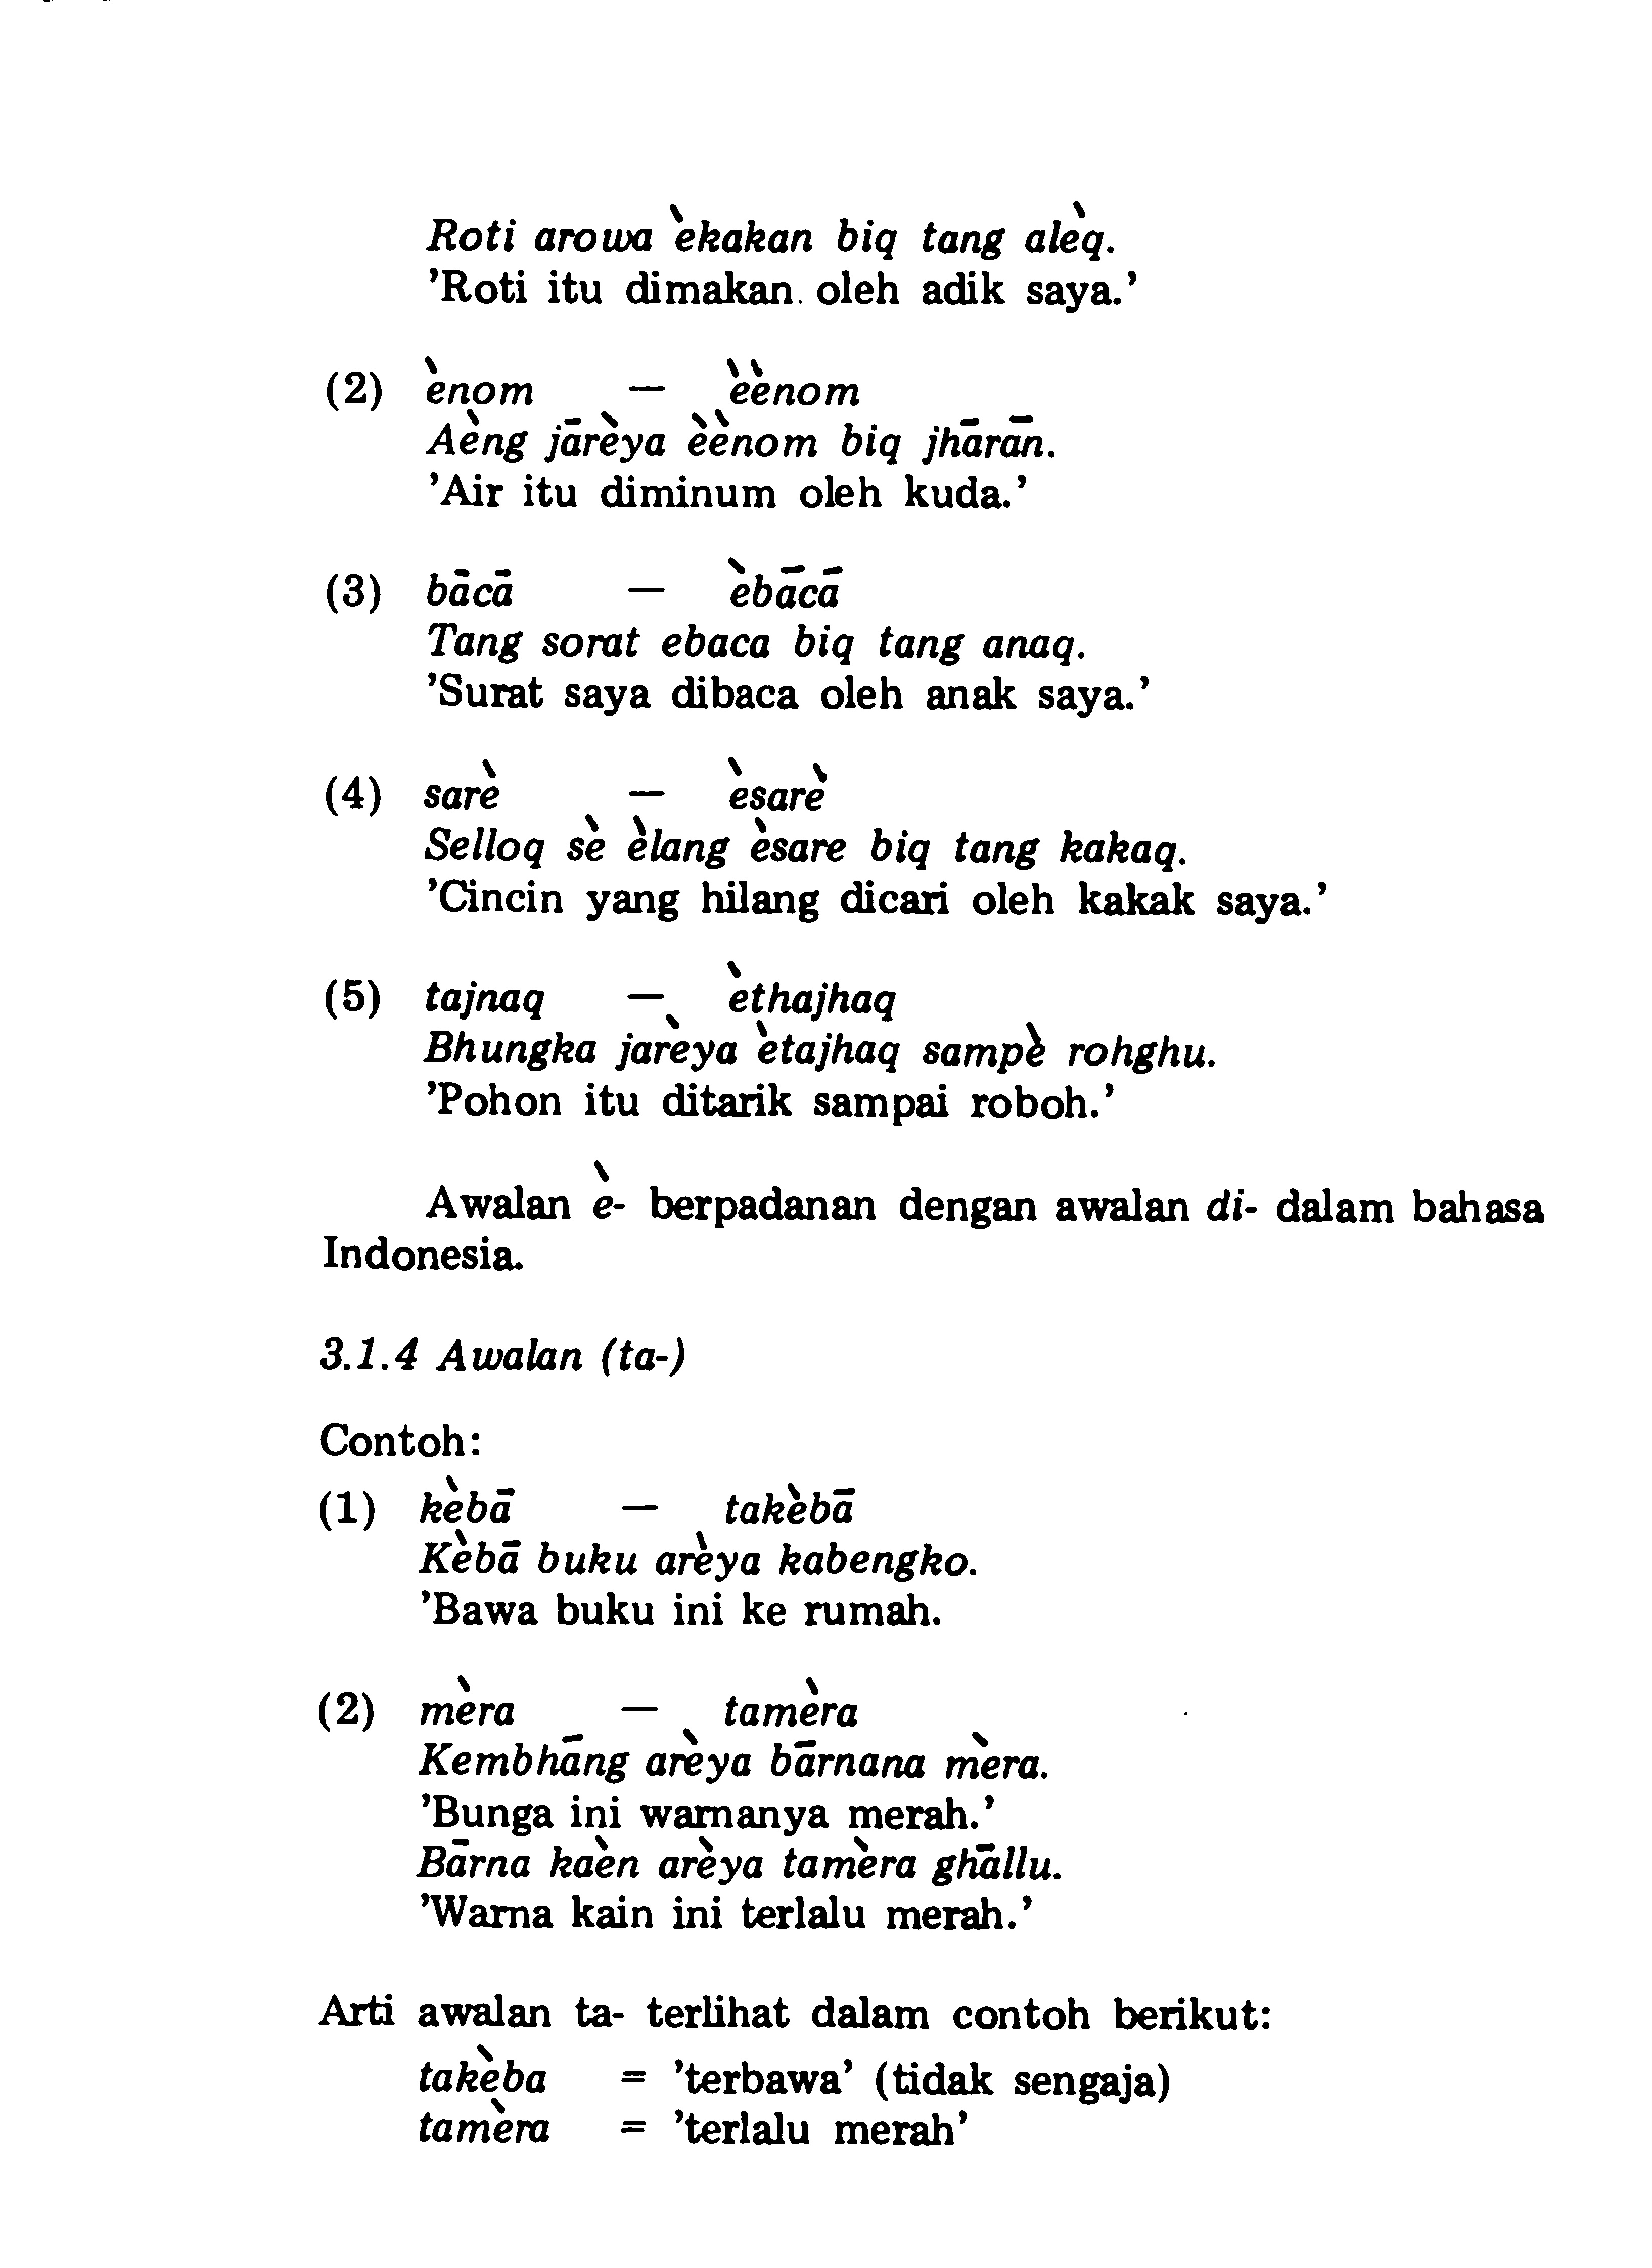 Roti arowa èkakan biq tang alèq.
’Roti itu dimakan. oleh adik saya.’
(2) ènom — èènom
Aèng jārèya èènom biq jhārān.
’Air itu diminum oleh kuda.’
(3) bācā — èbācā
Tang sorat ebaca biq tang anaq.
’Surat saya dibaca oleh anak saya.’
(4) sarè — èsarè
Selloq sè èlang èsare biq tang kakaq.
’Cincin yang hilang dicari oleh kakak saya.’
(5) tajnaq — èthajhaq
Bhungka jarèya ètajhaq sampè rohghu.
’Pohon itu ditarik sampai roboh.’
Awalan è- berpadanan dengan awalan di- dalam bahasa
Indonesia.
3.1.4 Awalan (ta-)
Contoh:
(1) kèbā — takèbā
Kèbā buku arèya kabengko.
’Bawa buku ini ke rumah.
(2) mèra — tamèra
Kembhāng arèya bārnana mèra.
’Bunga ini warnanya merah.’
Bārna kaèn arèya tamèra ghāllu.
’Warna kain ini terlalu merah.’
Arti awalan ta- terlihat dalam contoh berikut:
takèba = ’terbawa’ (tidak sengaja)
tamèra = ’terlalu merah’